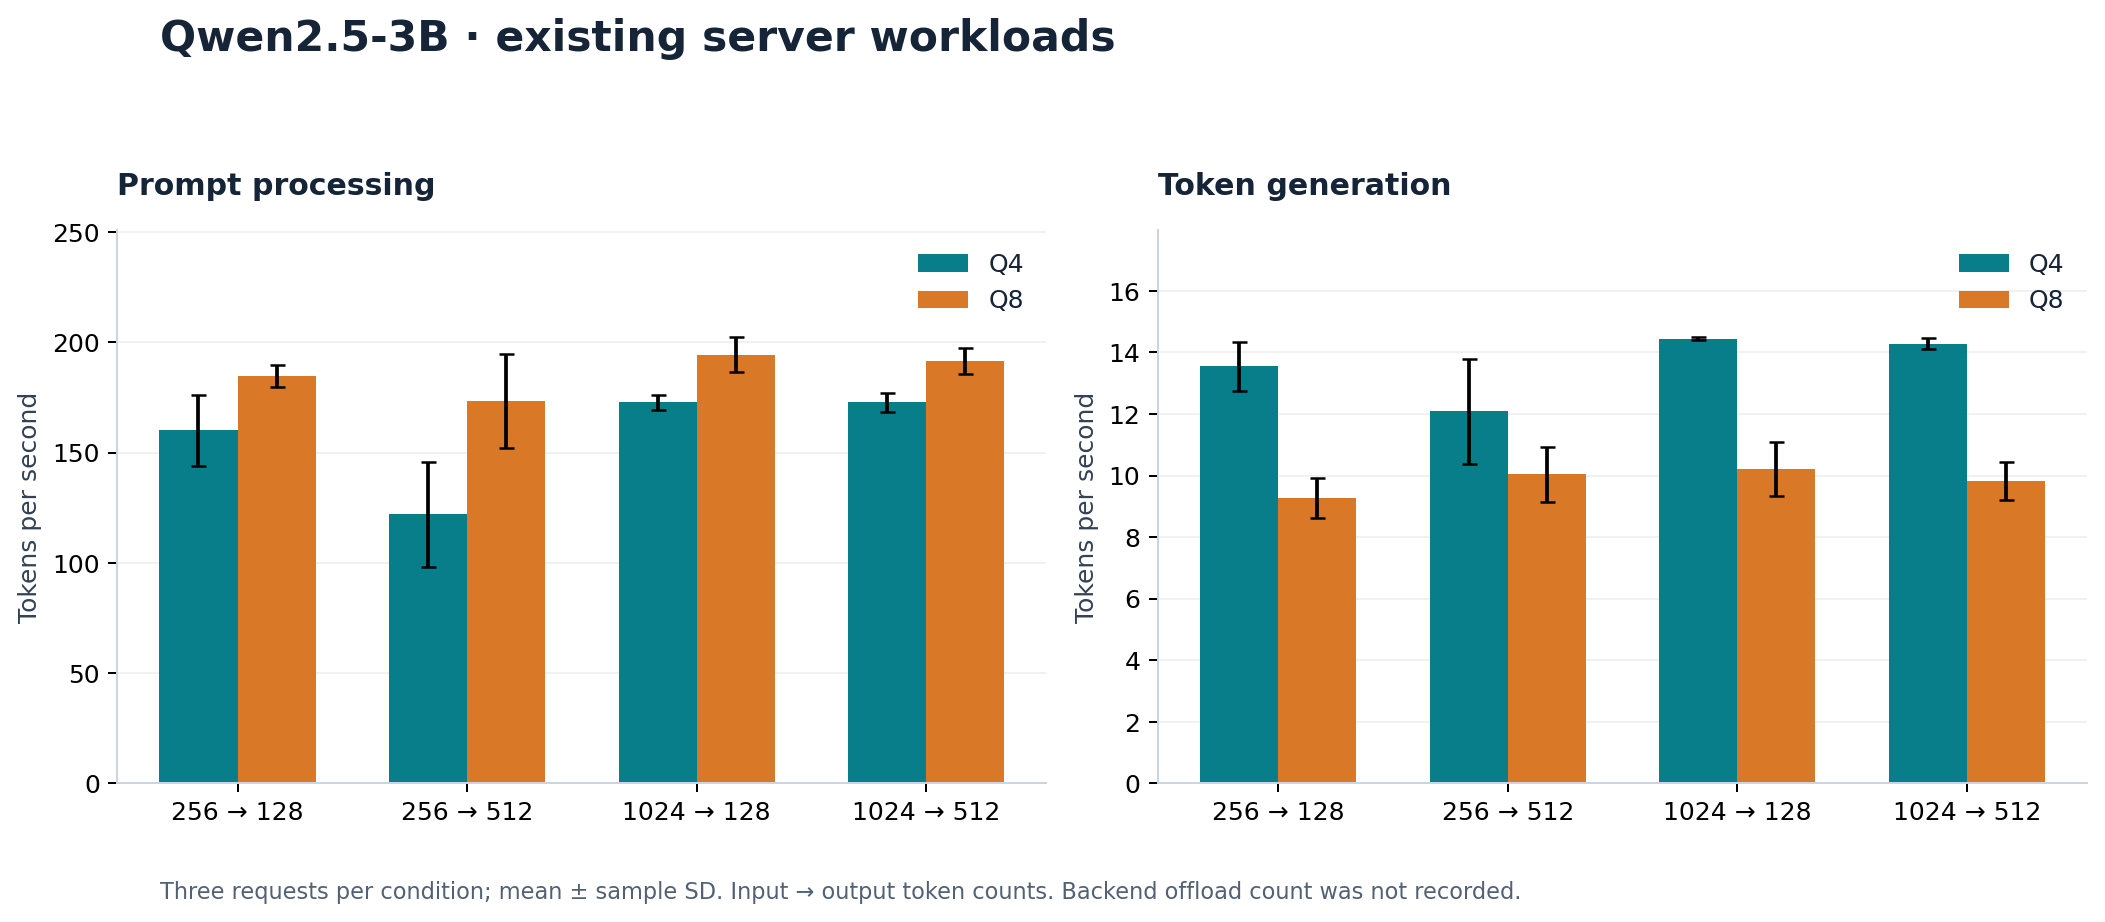 Qwen2.5-3B · existing server workloads
Prompt processing
Tokens per second
250
200
150
100
50
0
Q4
Q8
256 → 128
256 → 512
1024 → 128
1024 → 512
Token generation
Tokens per second
16
14
12
10
8
6
4
2
0
Q4
Q8
256 → 128
256 → 512
1024 → 128
1024 → 512
Three requests per condition; mean ± sample SD. Input → output token counts. Backend offload count was not recorded.